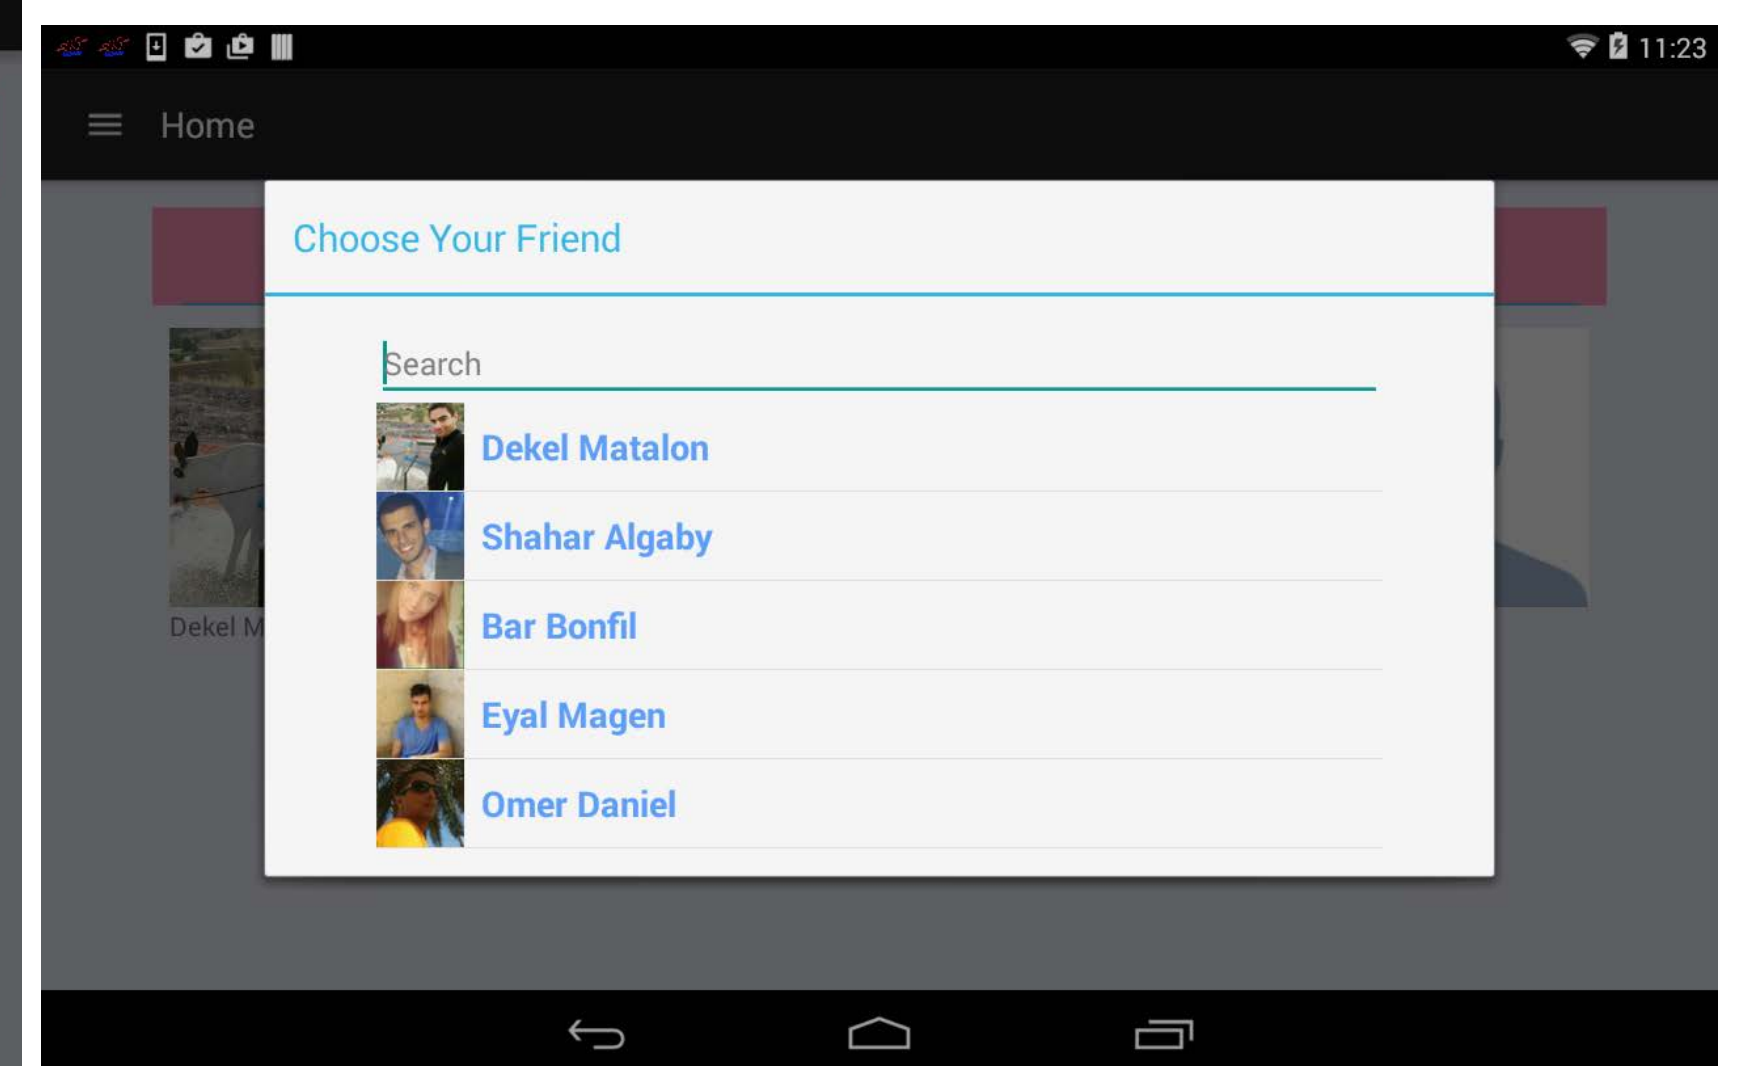 11:23
Home
Choose Your Friend
Search
Dekel Matalon
Shahar Algaby
Bar Bonfil
Dekel M
Eyal Magen
Omer Daniel